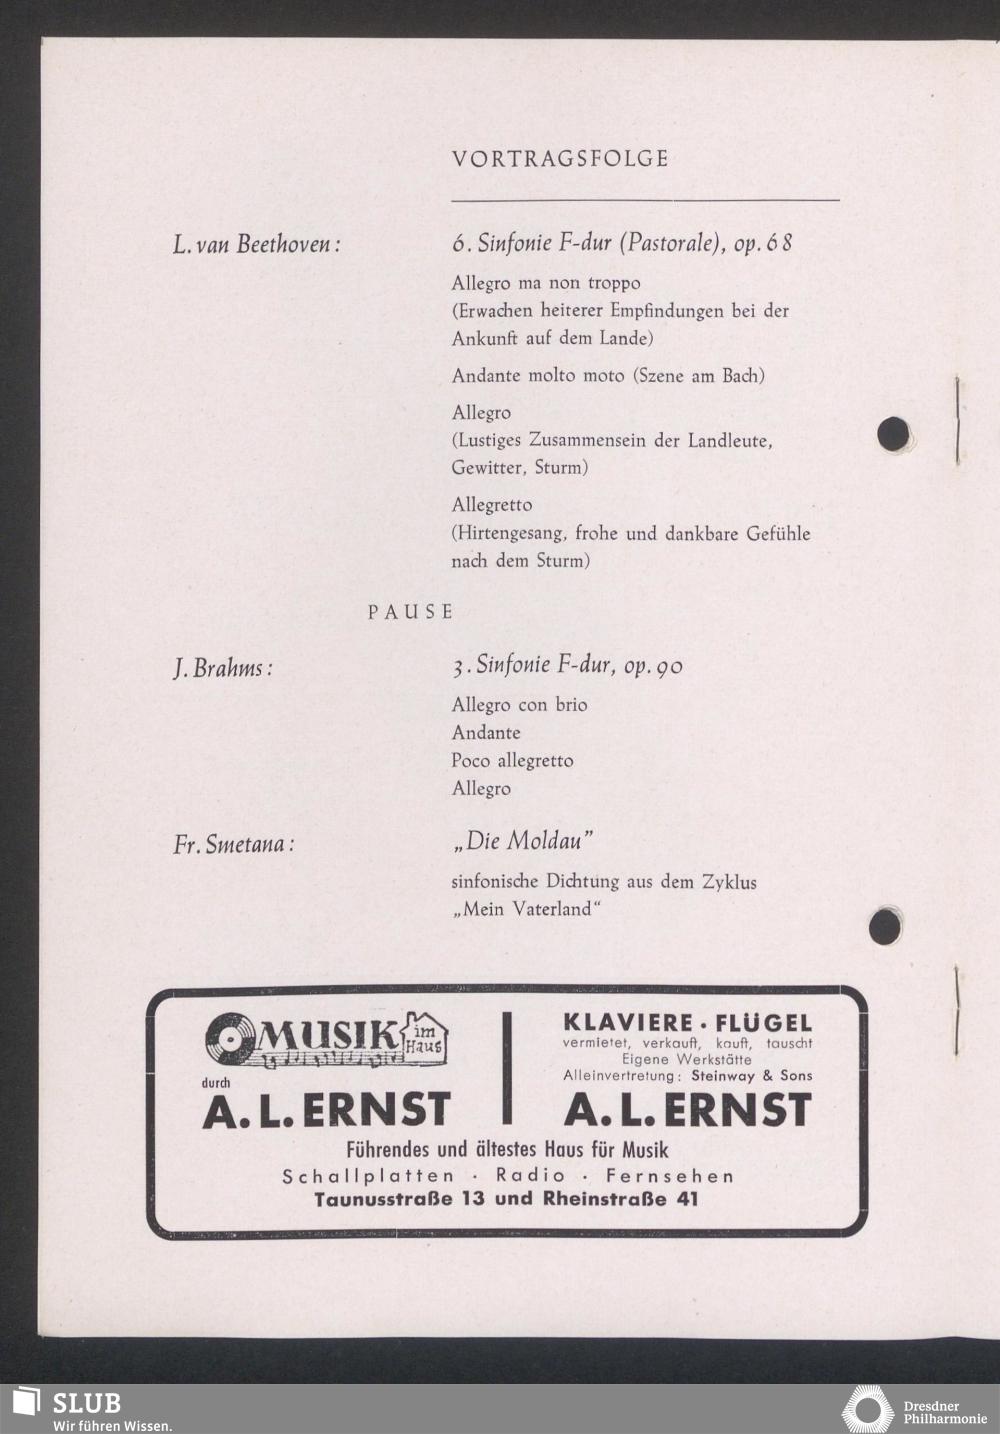 VORTRAGSFOLGE
L. van Beethoven: 6. Sinfonie F-dur (Pastorale), op. 68
Allegro ma non troppo
(Erwachen heiterer Empfindungen bei der
Ankunft auf dem Lande)
Andante molto moto (Szene am Bach)
Allegro
(Lustiges Zusammensein der Landleute,
Gewitter, Sturm)
Allegretto
(Hirtengesang, frohe und dankbare Gefühle
nach dem Sturm)
PAUSE
J. Brahms: 3. Sinfonie F-dur, op. 90
Allegro con brio
Andante
Poco allegretto
Allegro
Fr. Smetana: „Die Moldau”
sinfonische Dichtung aus dem Zyklus
„Mein Vaterland“
MUSIK im Haus
durch
A. L. ERNST
KLAVIERE · FLÜGEL
vermietet, verkauft, kauft, tauscht
Eigene Werkstätte
Alleinvertretung: Steinway & Sons
A. L. ERNST
Führendes und ältestes Haus für Musik
Schallplatten · Radio · Fernsehen
Taunusstraße 13 und Rheinstraße 41
SLUB
Wir führen Wissen.
Dresdner
Philharmonie